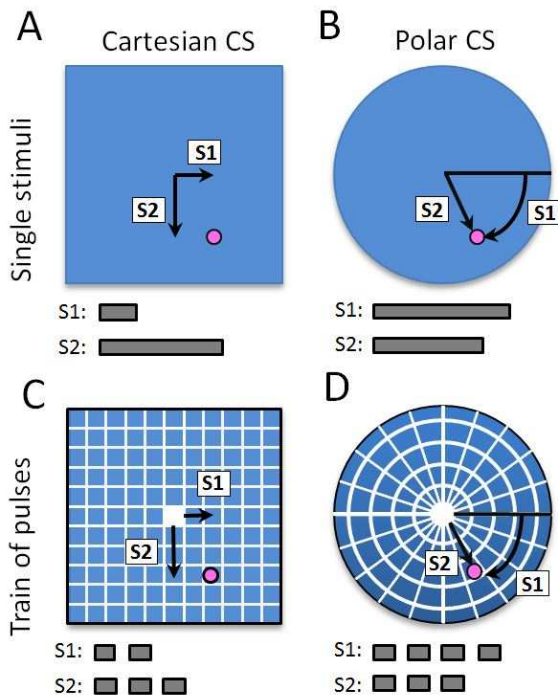 A
Cartesian CS
B
Polar CS
Single stimuli
S1
S2
S2
S1
S1:
S2:
S1:
S2:
C
D
Train of pulses
S1
S2
S2
S1
S1:
S2:
S1:
S2: